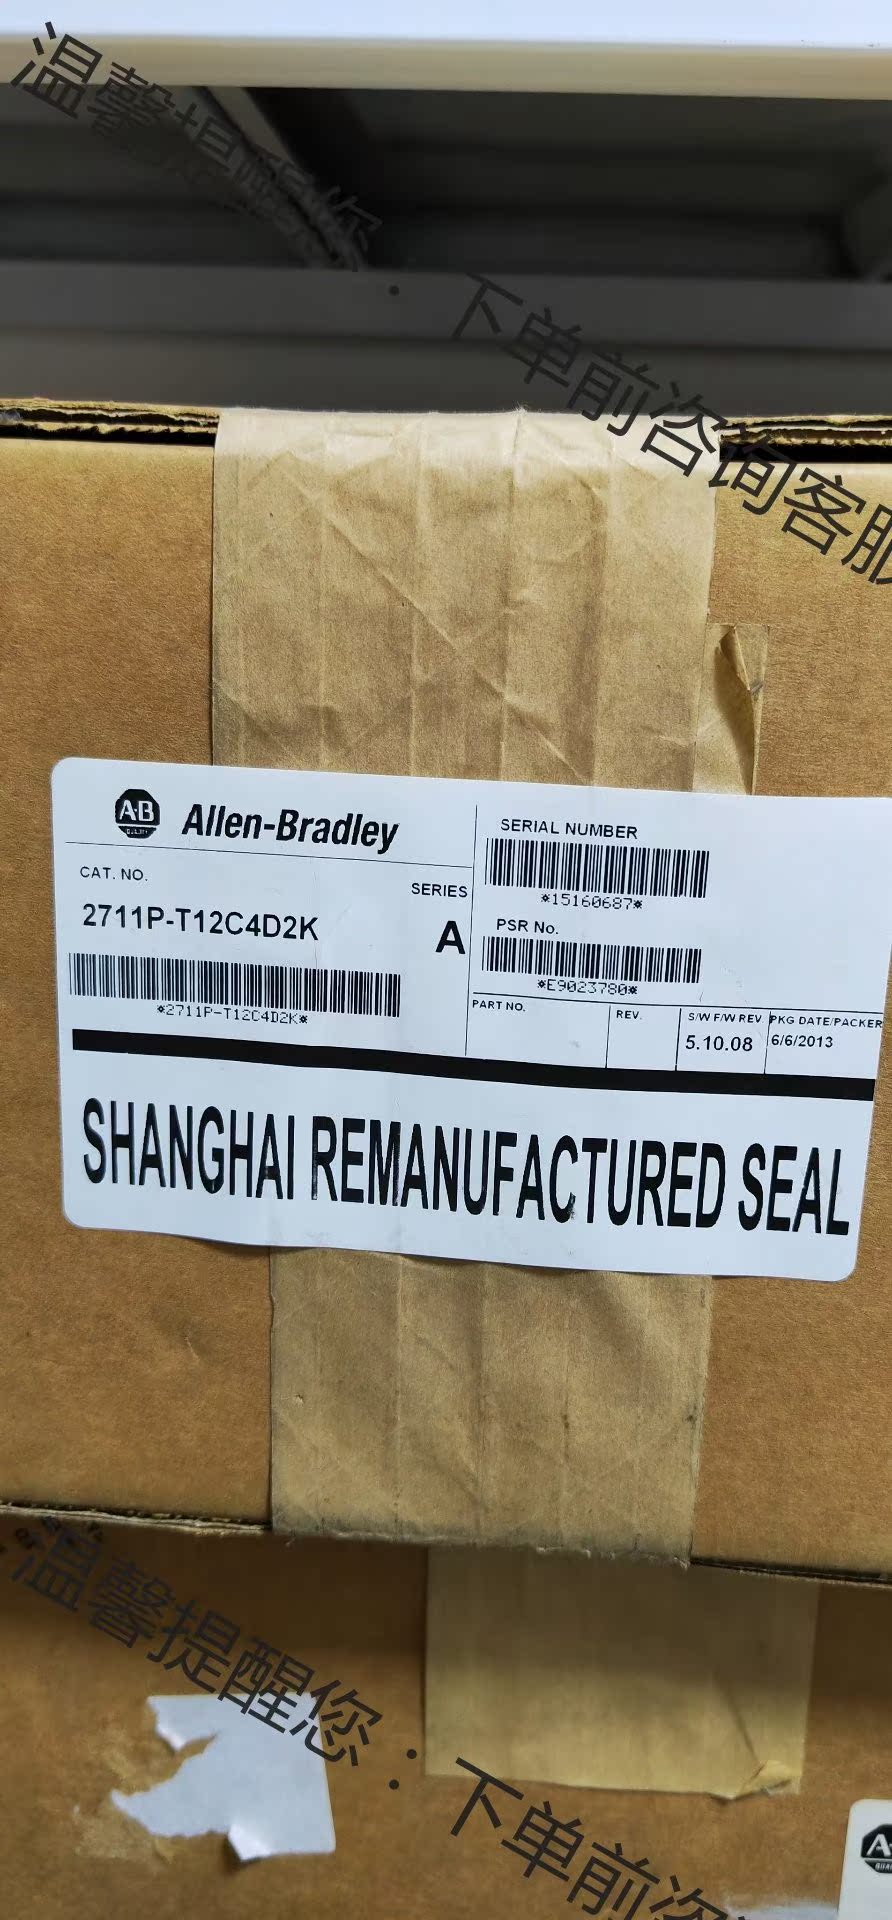 温馨提醒您：下单前咨询客服
A-B
QUALITY
Allen-Bradley
CAT. NO.
SERIES
2711P-T12C4D2K
A
*2711P-T12C4D2K*
SERIAL NUMBER
*15160687*
PSR No.
*E9023780*
PART NO.
REV.
S/W F/W REV
PKG DATE/PACKER
5.10.08
6/6/2013
SHANGHAI REMANUFACTURED SEAL
温馨提醒您：下单前咨